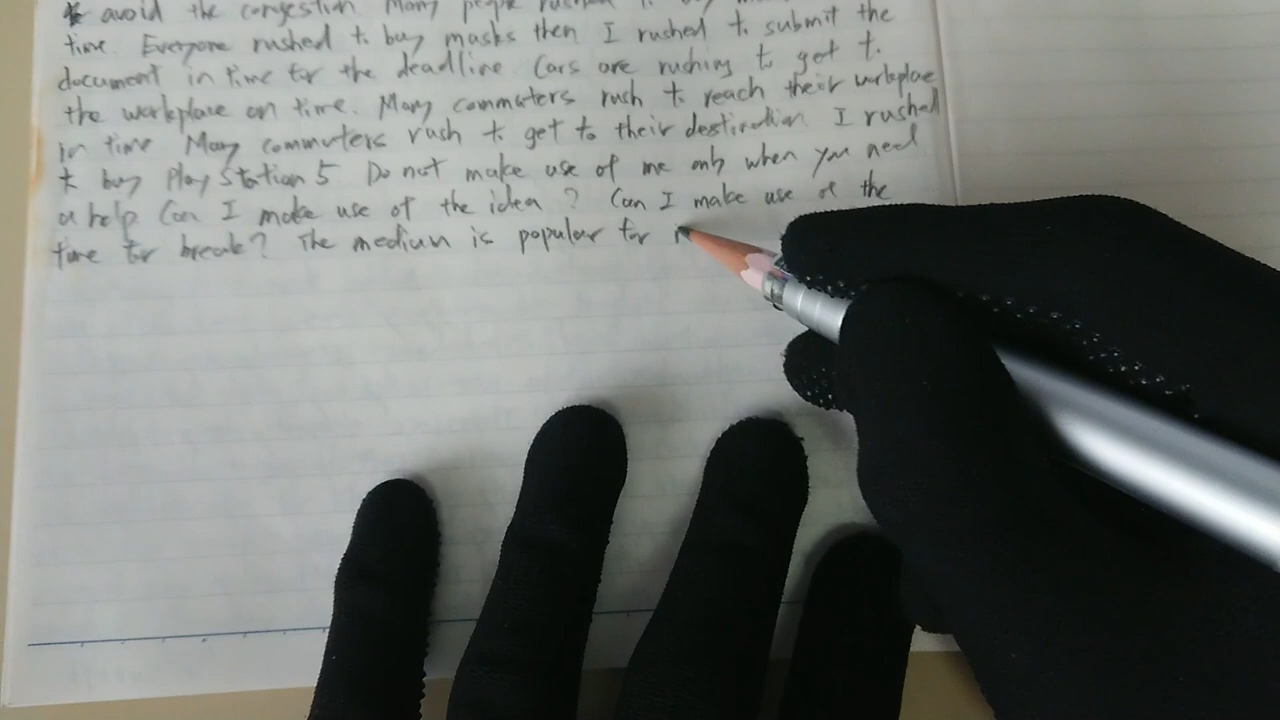 avoid the congestion Many people rushed to buy
time. Everyone rushed to buy masks then I rushed to submit the
document in time for the deadline Cars are rushing to get to
the workplace on time. Many commuters rush to reach their workplace
in time Many commuters rush to get to their destination I rushed
to buy PlayStation 5 Do not make use of me only when you need
a help Can I make use of the idea ? Can I make use of the
time for break? The medium is popular for